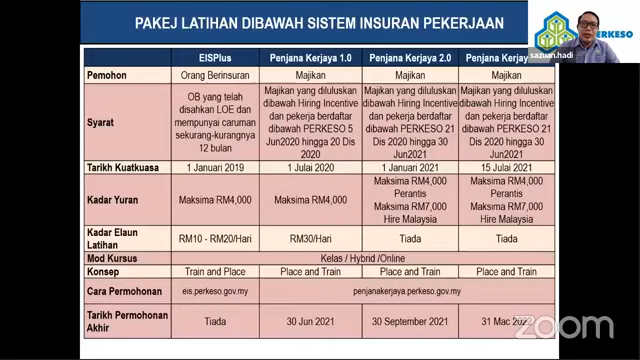 PAKEJ LATIHAN DIBAWAH SISTEM INSURAN PEKERJAAN
PERKESO
sazuan.hadi
EISPlus Penjana Kerjaya 1.0 Penjana Kerjaya 2.0 Penjana Kerjaya
Pemohon Orang Berinsuran Majikan Majikan Majikan
Syarat
OB yang telah
disahkan LOE dan
mempunyai caruman
sekurang-kurangnya
12 bulan
Majikan yang diluluskan
dibawah Hiring Incentive
dan pekerja berdaftar
dibawah PERKESO 5
Jun2020 hingga 20 Dis
2020
Majikan yang diluluskan
dibawah Hiring Incentive
dan pekerja berdaftar
dibawah PERKESO 21
Dis 2020 hingga 30
Jun2021
Majikan yang diluluskan
dibawah Hiring Incentive
dan pekerja berdaftar
dibawah PERKESO 21
Dis 2020 hingga 30
Jun2021
Tarikh Kuatkuasa 1 Januari 2019 1 Julai 2020 1 Januari 2021 15 Julai 2021
Kadar Yuran
Maksima RM4,000
Maksima RM4,000
Maksima RM4,000
Perantis
Maksima RM7,000
Hire Malaysia
Maksima RM4,000
Perantis
Maksima RM7,000
Hire Malaysia
Kadar Elaun
Latihan
RM10 - RM20/Hari RM30/Hari Tiada Tiada
Mod Kursus Kelas / Hybrid /Online
Konsep Train and Place Place and Train Place and Train Place and Train
Cara Permohonan eis.perkeso.gov.my penjanakerjaya.perkeso.gov.my
Tarikh Permohonan
Akhir
Tiada 30 Jun 2021 30 September 2021 31 Mac 2022
zoom